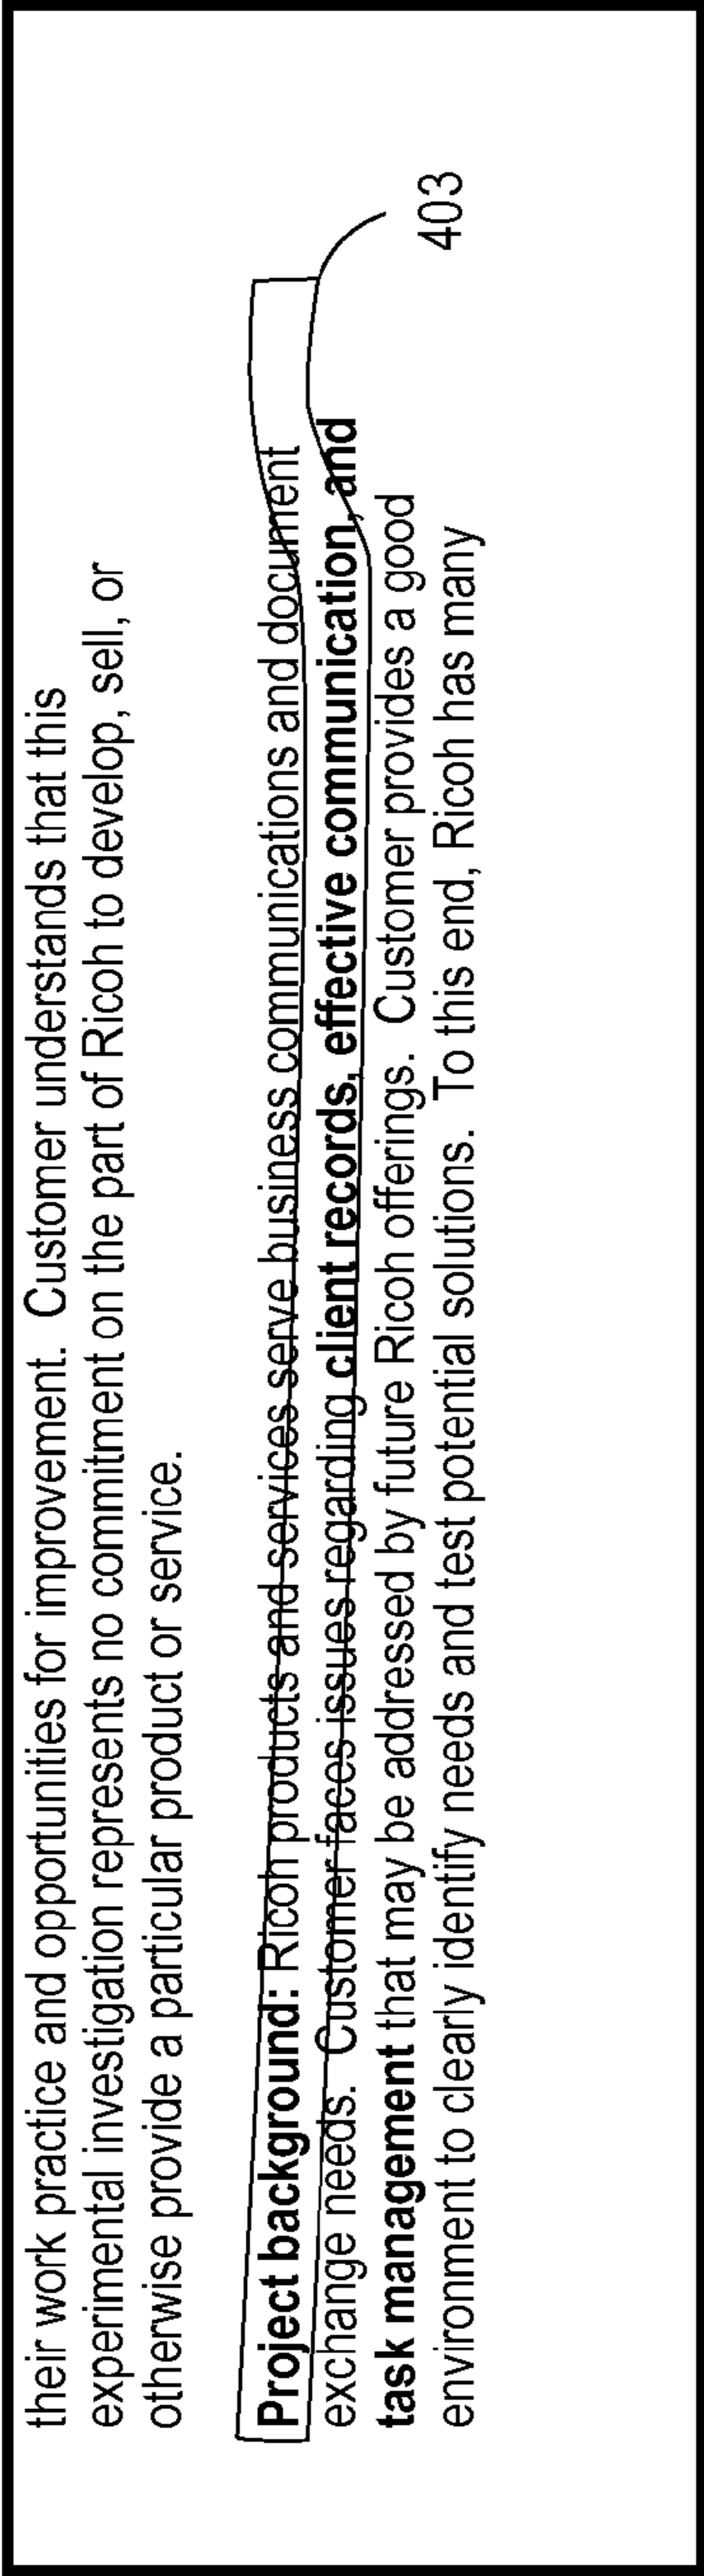 their work practice and opportunities for improvement.  Customer understands that this
experimental investigation represents no commitment on the part of Ricoh to develop, sell, or
otherwise provide a particular product or service.
Project background: Ricoh products and services serve business communications and document
exchange needs.  Customer faces issues regarding client records, effective communication, and
task management that may be addressed by future Ricoh offerings.  Customer provides a good
environment to clearly identify needs and test potential solutions.  To this end, Ricoh has many
403